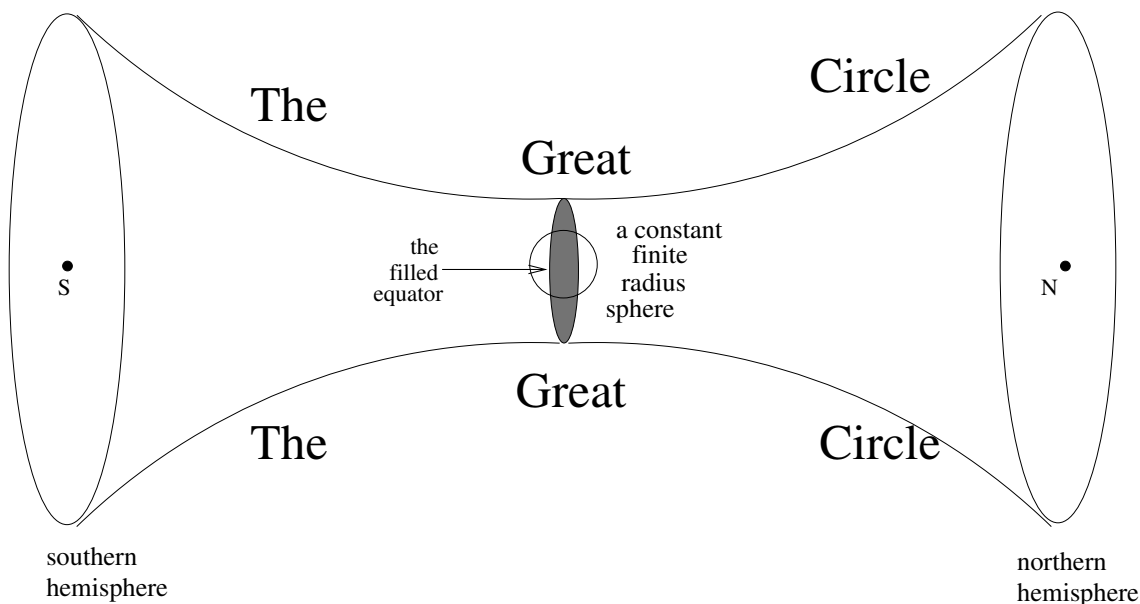 The
Circle
Great
the
filled
equator
a constant
finite
radius
sphere
S
N
Great
The
Circle
southern
hemisphere
northern
hemisphere